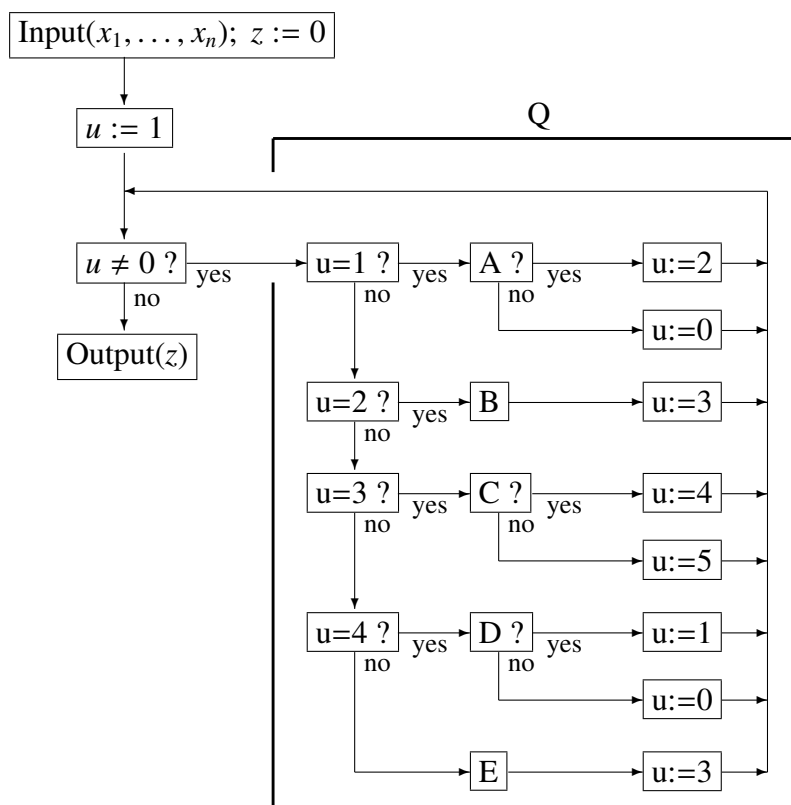 Input(x₁, . . . , xₙ); z := 0
u := 1
Q
u ≠ 0 ?
yes
no
Output(z)
u=1 ?
yes
no
A ?
yes
no
u:=2
u:=0
u=2 ?
yes
no
B
u:=3
u=3 ?
yes
no
C ?
yes
no
u:=4
u:=5
u=4 ?
yes
no
D ?
yes
no
u:=1
u:=0
E
u:=3